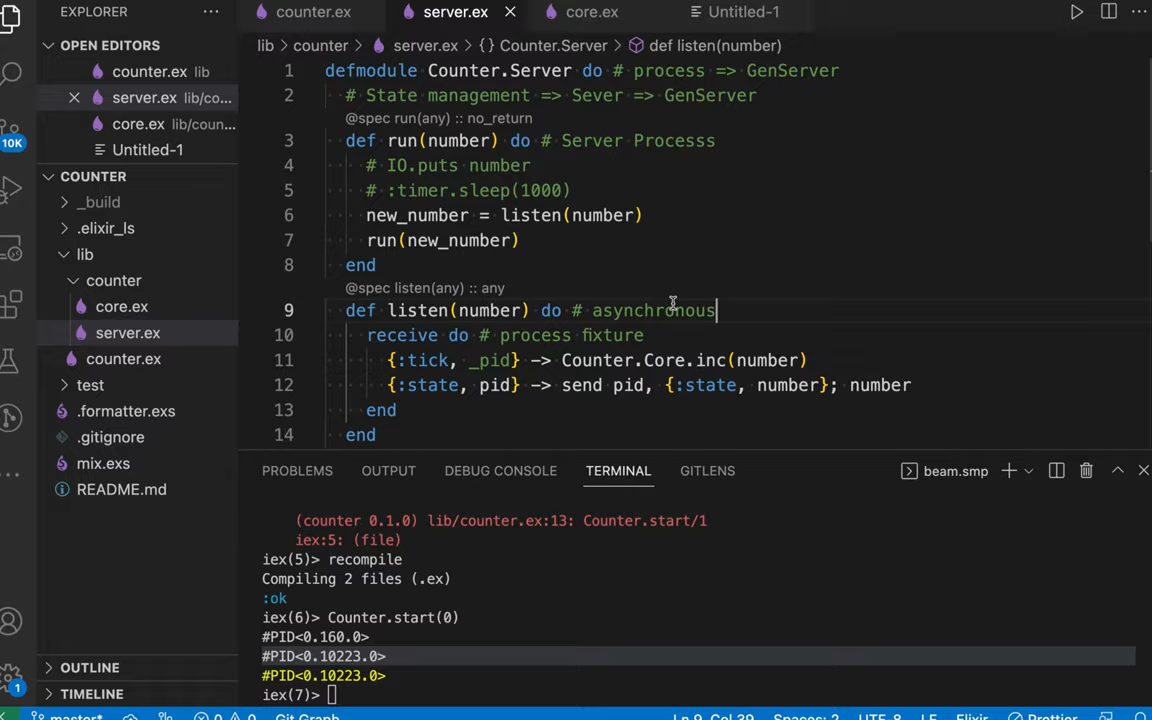 EXPLORER ···
counter.ex server.ex core.ex Untitled-1
OPEN EDITORS
counter.ex lib
server.ex lib/co...
core.ex lib/coun...
Untitled-1
10K
COUNTER
_build
.elixir_ls
lib
counter
core.ex
server.ex
counter.ex
test
.formatter.exs
.gitignore
mix.exs
README.md
OUTLINE
TIMELINE
1
lib > counter > server.ex > {} Counter.Server > def listen(number)
1 defmodule Counter.Server do # process => GenServer
2 # State management => Sever => GenServer
@spec run(any) :: no_return
3 def run(number) do # Server Processs
4 # IO.puts number
5 # :timer.sleep(1000)
6 new_number = listen(number)
7 run(new_number)
8 end
@spec listen(any) :: any
9 def listen(number) do # asynchronous
10 receive do # process fixture
11 {:tick, _pid} -> Counter.Core.inc(number)
12 {:state, pid} -> send pid, {:state, number}; number
13 end
14 end
PROBLEMS OUTPUT DEBUG CONSOLE TERMINAL GITLENS beam.smp
(counter 0.1.0) lib/counter.ex:13: Counter.start/1
iex:5: (file)
iex(5)> recompile
Compiling 2 files (.ex)
:ok
iex(6)> Counter.start(0)
#PID<0.160.0>
#PID<0.10223.0>
#PID<0.10223.0>
iex(7)>
master* 0 0 Git Graph Ln 9, Col 39 Spaces: 2 UTF-8 LF Elixir Prettier